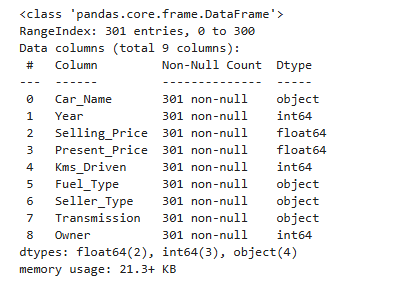 <class 'pandas.core.frame.DataFrame'>
RangeIndex: 301 entries, 0 to 300
Data columns (total 9 columns):
 #   Column         Non-Null Count  Dtype
---  ------         --------------  -----
 0   Car_Name       301 non-null    object
 1   Year           301 non-null    int64
 2   Selling_Price  301 non-null    float64
 3   Present_Price  301 non-null    float64
 4   Kms_Driven     301 non-null    int64
 5   Fuel_Type      301 non-null    object
 6   Seller_Type    301 non-null    object
 7   Transmission   301 non-null    object
 8   Owner          301 non-null    int64
dtypes: float64(2), int64(3), object(4)
memory usage: 21.3+ KB